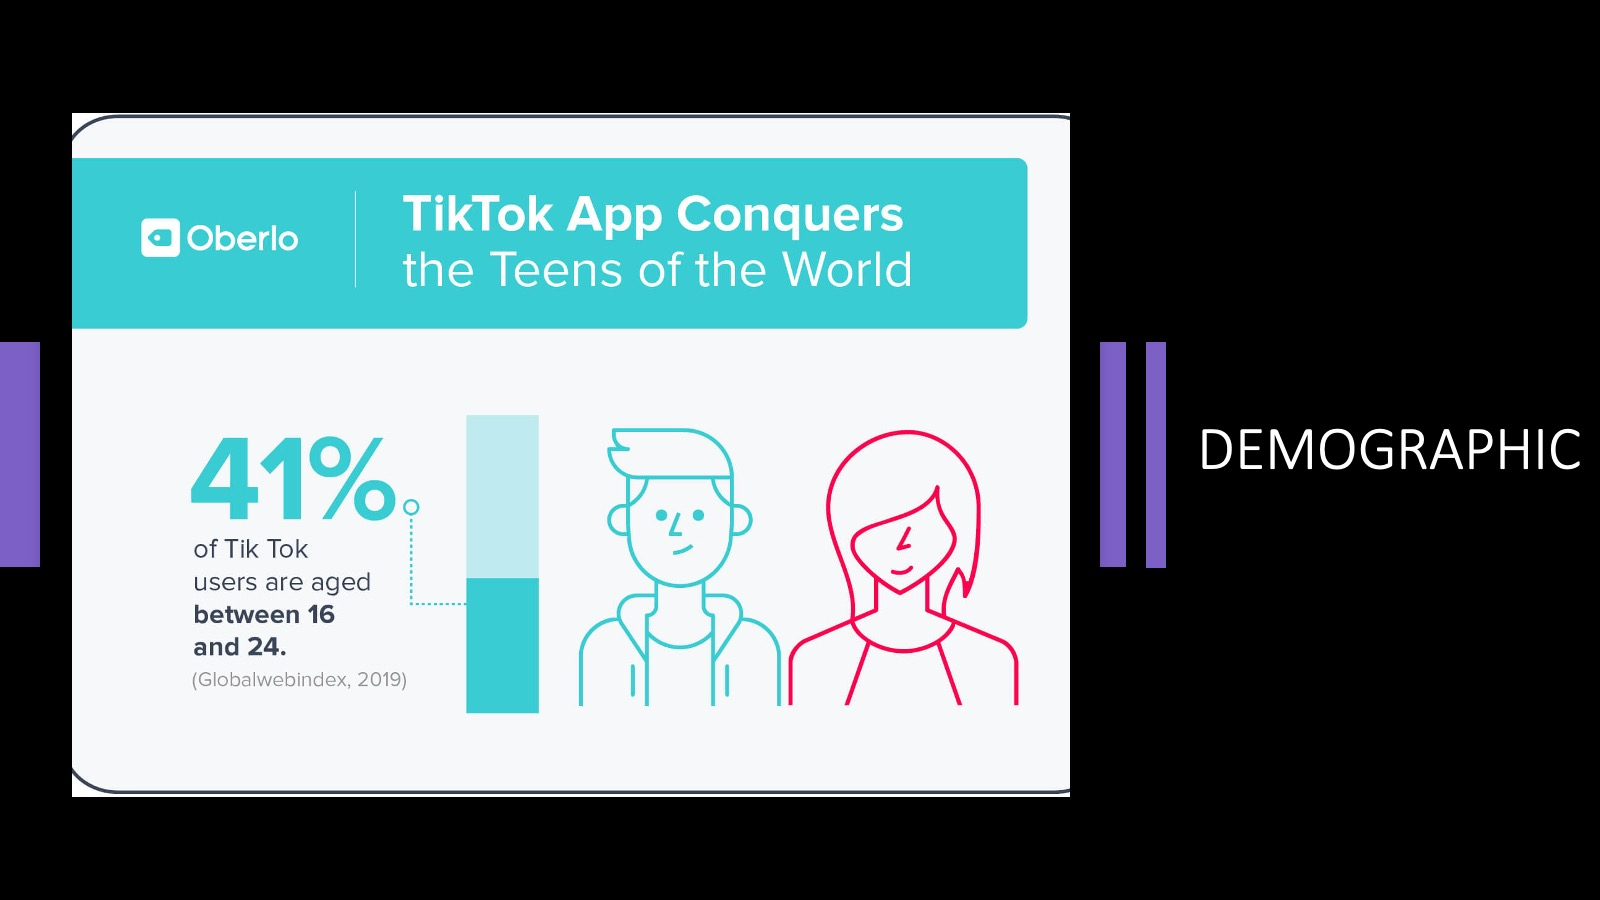 Oberlo
TikTok App Conquers
the Teens of the World
41%
of Tik Tok
users are aged
between 16
and 24.
(Globalwebindex, 2019)
DEMOGRAPHIC